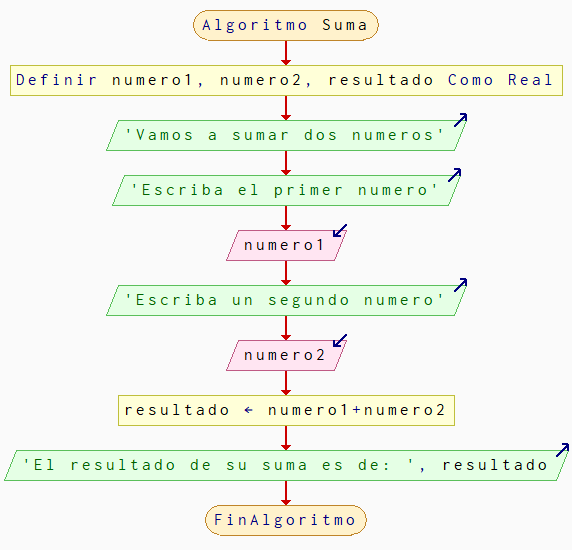 Algoritmo Suma
Definir numero1, numero2, resultado Como Real
'Vamos a sumar dos numeros'
'Escriba el primer numero'
numero1
'Escriba un segundo numero'
numero2
resultado ← numero1+numero2
'El resultado de su suma es de: ', resultado
FinAlgoritmo